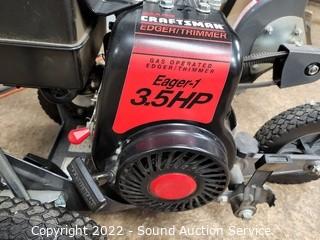 CRAFTSMAN
EDGER/TRIMMER
GAS OPERATED
EDGER/TRIMMER
Eager-1
3.5HP
Copyright 2022 - Sound Auction Service